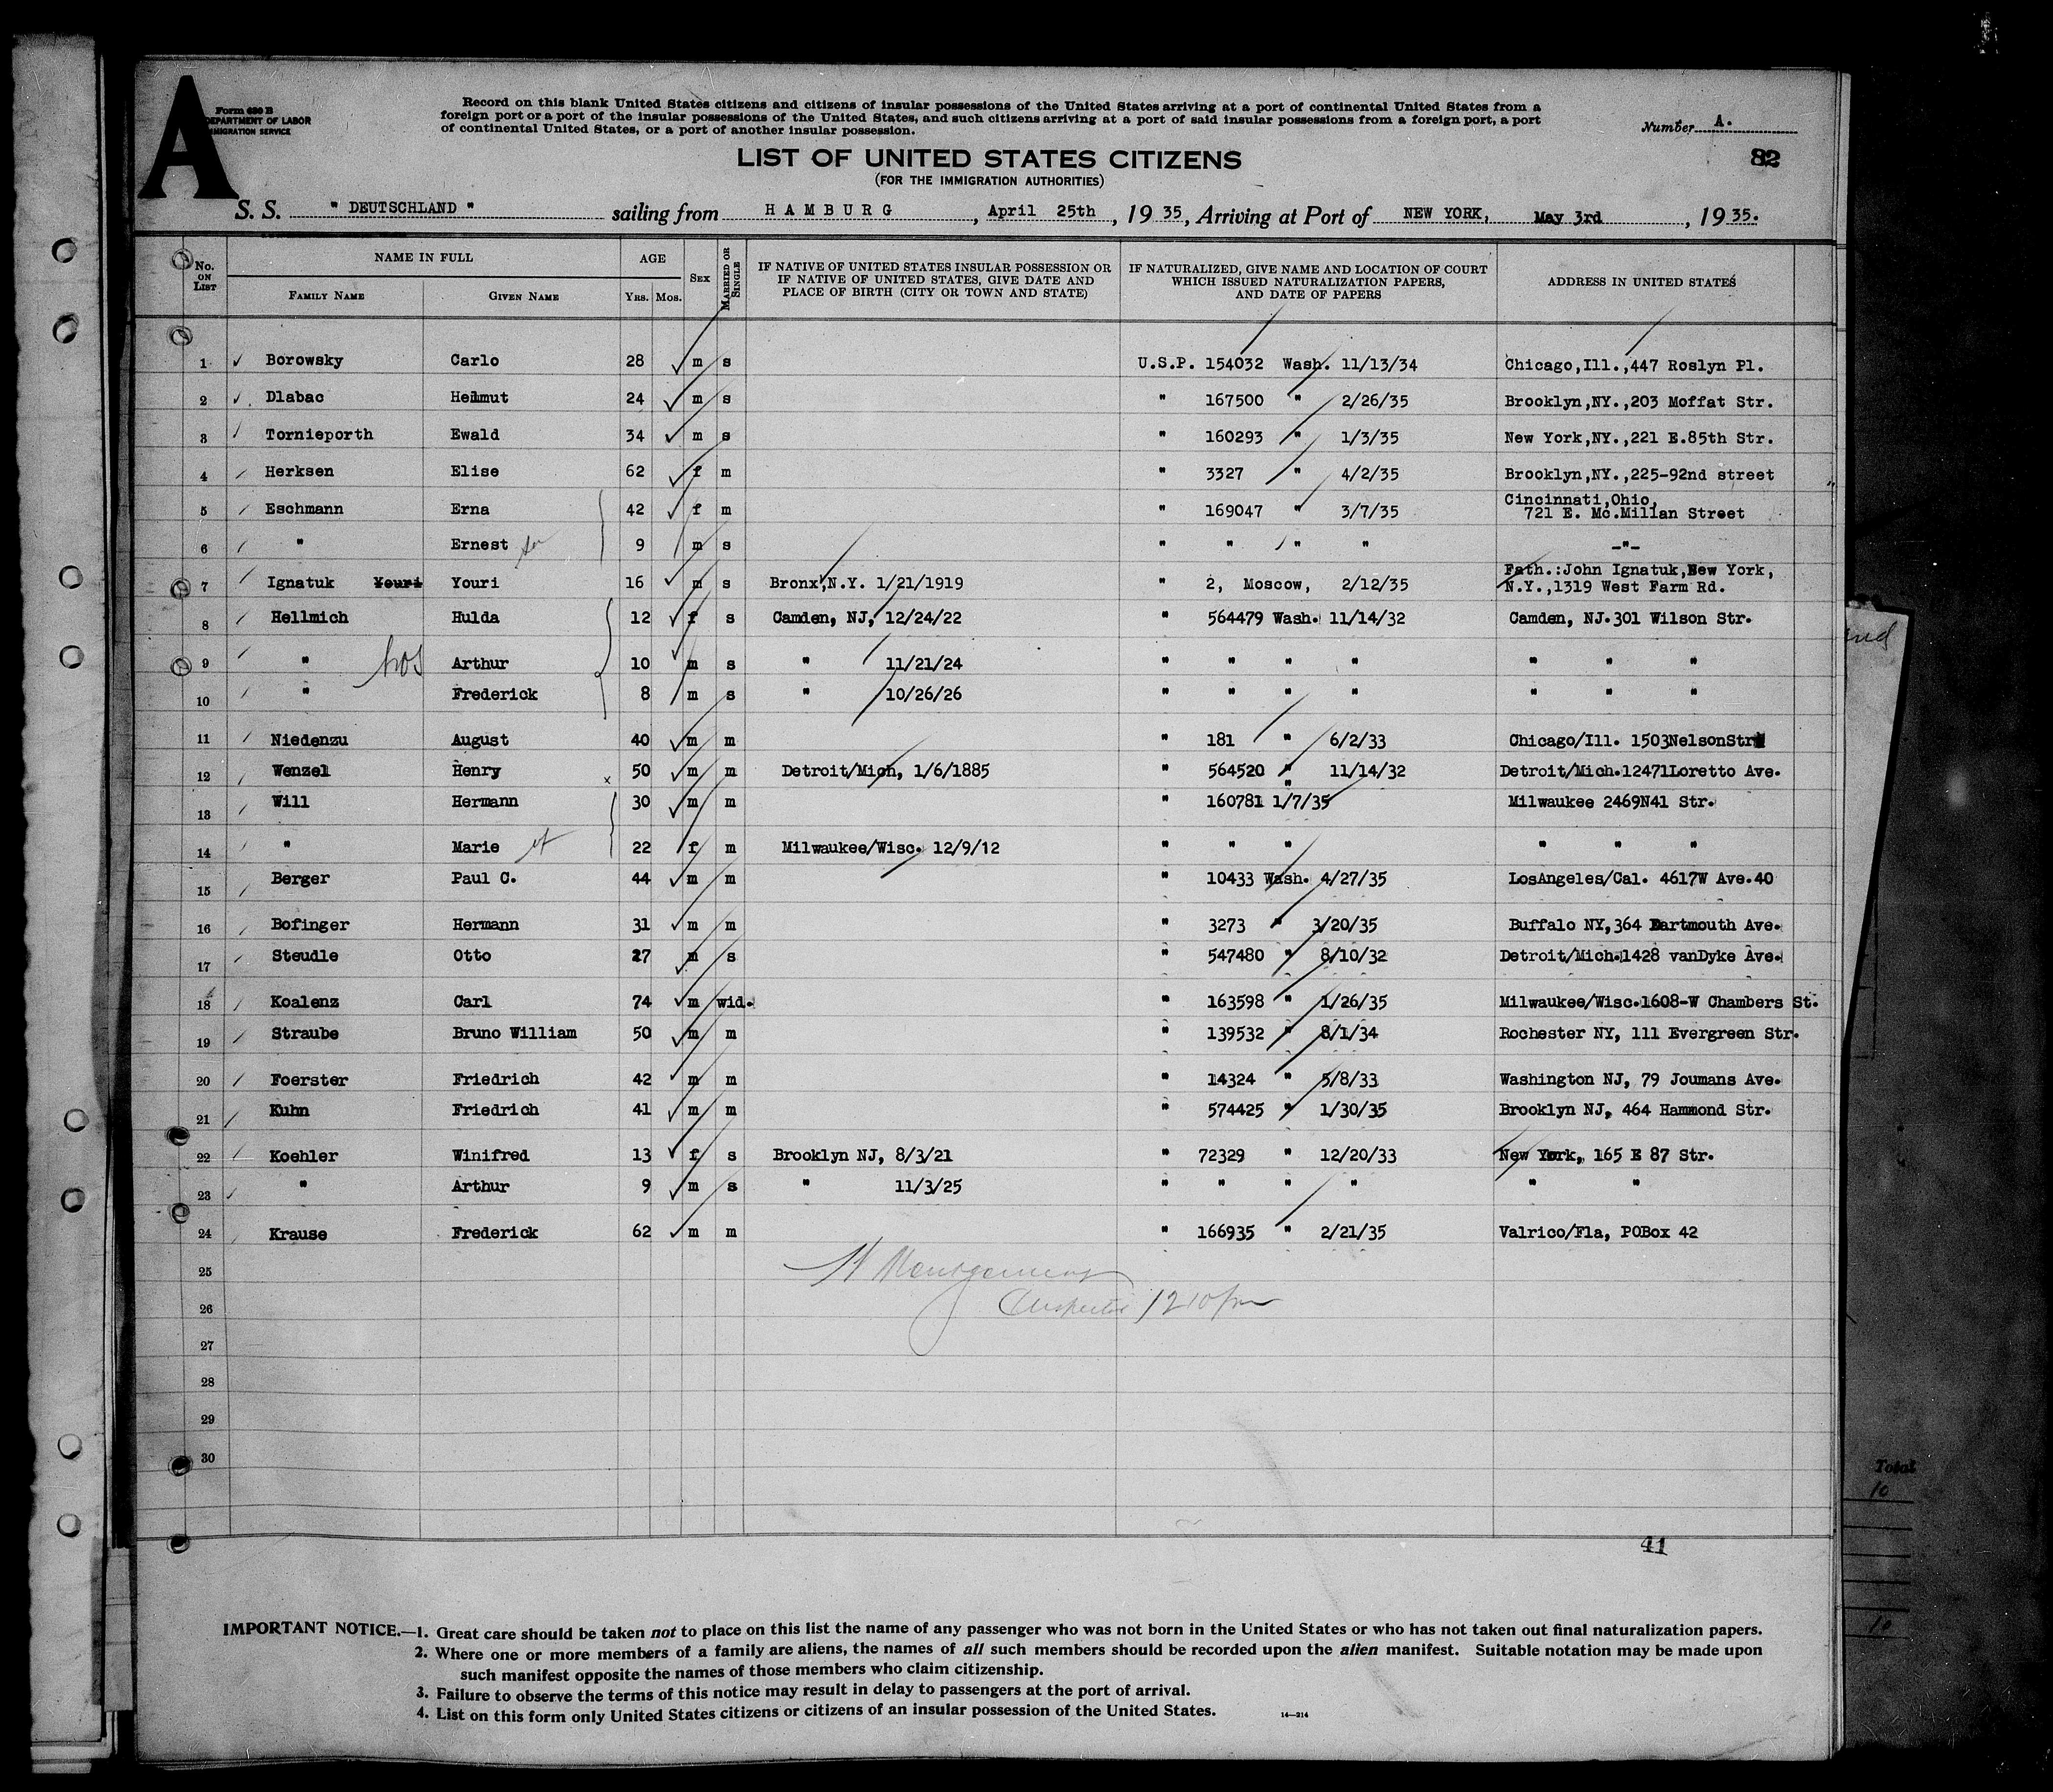 A
Form 630 B
DEPARTMENT OF LABOR
IMMIGRATION SERVICE
Record on this blank United States citizens and citizens of insular possessions of the United States arriving at a port of continental United States from a
foreign port or a port of the insular possessions of the United States, and such citizens arriving at a port of said insular possessions from a foreign port, a port
of continental United States, or a port of another insular possession.
Number A.
82
LIST OF UNITED STATES CITIZENS
(FOR THE IMMIGRATION AUTHORITIES)
S. S. " DEUTSCHLAND " sailing from HAMBURG, April 25th, 1935, Arriving at Port of NEW YORK, May 3rd, 1935.
No. ON LIST NAME IN FULL AGE Sex MARRIED OR SINGLE IF NATIVE OF UNITED STATES INSULAR POSSESSION OR IF NATIVE OF UNITED STATES, GIVE DATE AND PLACE OF BIRTH (CITY OR TOWN AND STATE) IF NATURALIZED, GIVE NAME AND LOCATION OF COURT WHICH ISSUED NATURALIZATION PAPERS, AND DATE OF PAPERS ADDRESS IN UNITED STATES
FAMILY NAME GIVEN NAME YRS. MOS.
1 Borowsky Carlo 28 m s U.S.P. 154032 Wash. 11/13/34 Chicago,Ill.,447 Roslyn Pl.
2 Dlabac Helmut 24 m s " 167500 " 2/26/35 Brooklyn,NY.,203 Moffat Str.
3 Tornieporth Ewald 34 m s " 160293 " 1/3/35 New York,NY.,221 E.85th Str.
4 Herksen Elise 62 f m " 3327 " 4/2/35 Brooklyn,NY.,225-92nd street
5 Eschmann Erna 42 f m " 169047 " 3/7/35 Cincinnati,Ohio,
721 E. Mc.Millan Street
6 " Ernest 9 m s " " " " -"-
7 Ignatuk Youri Youri 16 m s Bronx,N.Y. 1/21/1919 " 2, Moscow, 2/12/35 Fath.:John Ignatuk,New York,
N.Y.,1319 West Farm Rd.
8 Hellmich Hulda 12 f s Camden, NJ, 12/24/22 " 564479 Wash. 11/14/32 Camden, NJ.301 Wilson Str.
9 " Arthur 10 m s " 11/21/24 " " " " " " "
10 " Frederick 8 m s " 10/26/26 " " " " " " "
11 Niedenzu August 40 m m " 181 " 6/2/33 Chicago/Ill. 1503NelsonStr
12 Wenzel Henry x 50 m m Detroit/Mich, 1/6/1885 " 564520 " 11/14/32 Detroit/Mich.12471Loretto Ave.
13 Will Hermann 30 m m " 160781 " 1/7/35 Milwaukee 2469N41 Str.
14 " Marie 22 f m Milwaukee/Wisc. 12/9/12 " " " " " "
15 Berger Paul C. 44 m m " 10433 Wash. 4/27/35 LosAngeles/Cal. 4617W Ave.40
16 Bofinger Hermann 31 m m " 3273 " 3/20/35 Buffalo NY,364 Dartmouth Ave.
17 Steudle Otto 27 m s " 547480 " 8/10/32 Detroit/Mich.1428 vanDyke Ave.
18 Koalenz Carl 74 m wid. " 163598 " 1/26/35 Milwaukee/Wisc.1608-W Chambers St.
19 Straube Bruno William 50 m m " 139532 " 8/1/34 Rochester NY, 111 Evergreen Str.
20 Foerster Friedrich 42 m m " 14324 " 5/8/33 Washington NJ, 79 Joumans Ave.
21 Kuhn Friedrich 41 m m " 574425 " 1/30/35 Brooklyn NJ, 464 Hammond Str.
22 Koehler Winifred 13 f s Brooklyn NJ, 8/3/21 " 72329 " 12/20/33 New York, 165 E 87 Str.
23 " Arthur 9 m s " 11/3/25 " " " " " "
24 Krause Frederick 62 m m " 166935 " 2/21/35 Valrico/Fla, POBox 42
25 H Montgomery
26 Inspector 1210 pm
27
28
29
30
41
Total
10
10
IMPORTANT NOTICE.—1. Great care should be taken not to place on this list the name of any passenger who was not born in the United States or who has not taken out final naturalization papers.
2. Where one or more members of a family are aliens, the names of all such members should be recorded upon the alien manifest. Suitable notation may be made upon
such manifest opposite the names of those members who claim citizenship.
3. Failure to observe the terms of this notice may result in delay to passengers at the port of arrival.
4. List on this form only United States citizens or citizens of an insular possession of the United States.
14—214